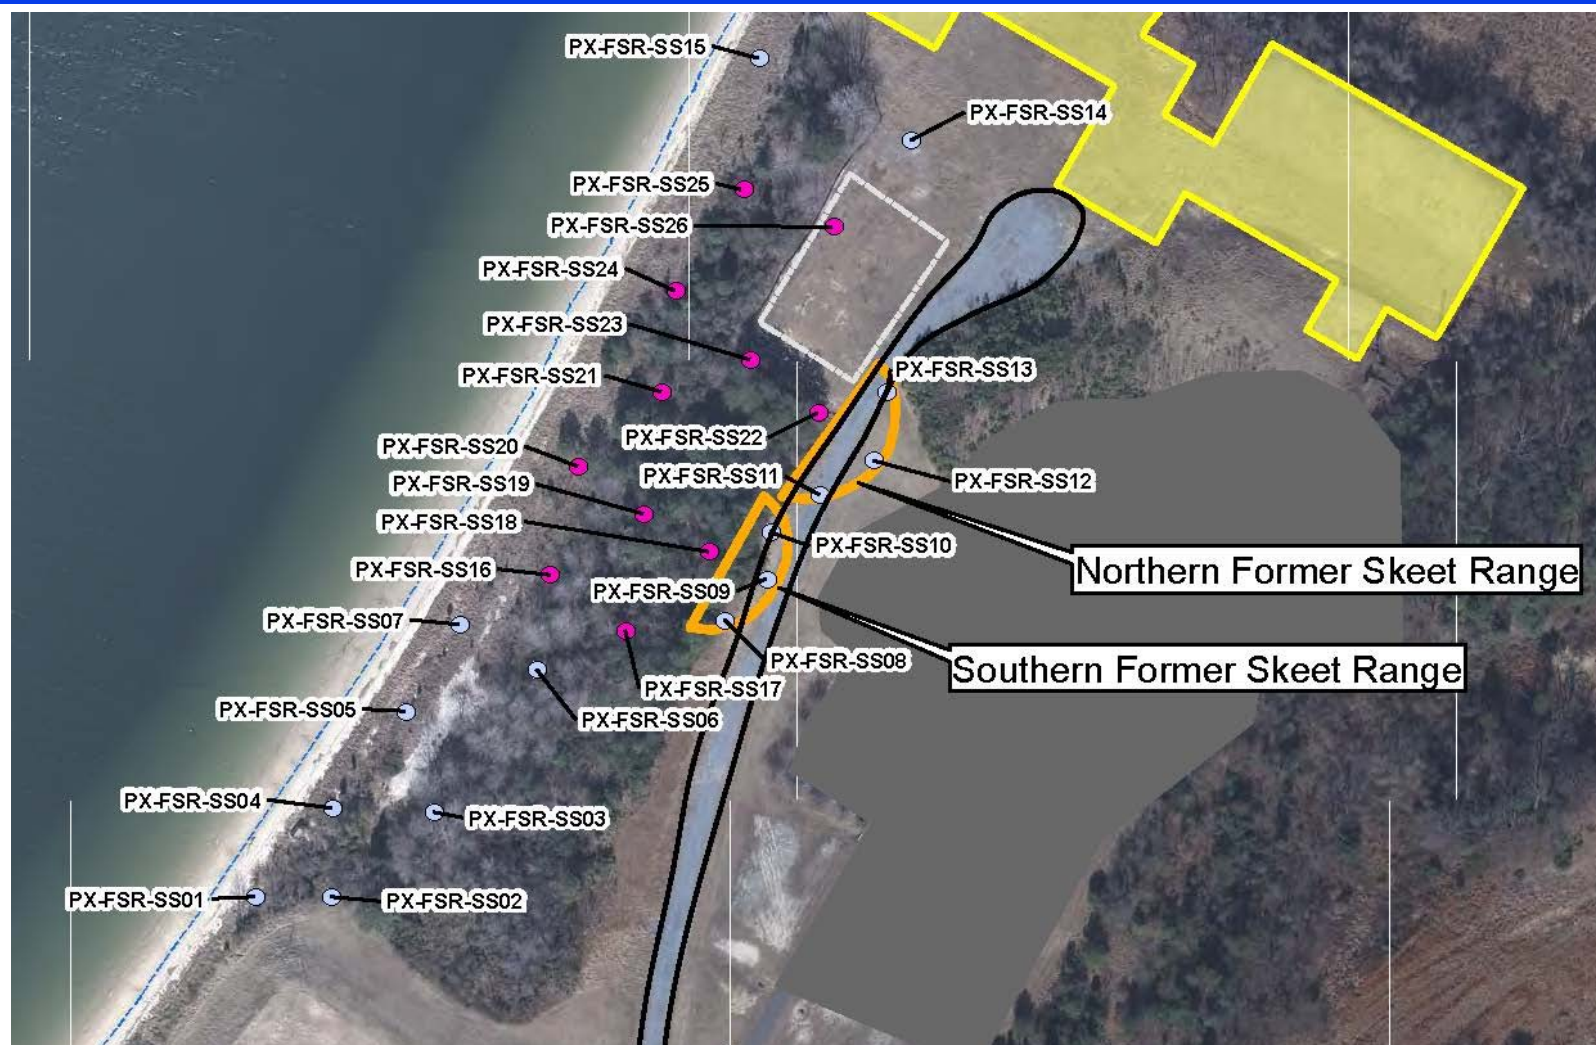 PX-FSR-SS15
PX-FSR-SS14
PX-FSR-SS25
PX-FSR-SS26
PX-FSR-SS24
PX-FSR-SS23
PX-FSR-SS13
PX-FSR-SS21
PX-FSR-SS22
PX-FSR-SS20
PX-FSR-SS11
PX-FSR-SS12
PX-FSR-SS19
PX-FSR-SS18
PX-FSR-SS10
PX-FSR-SS16
Northern Former Skeet Range
PX-FSR-SS09
PX-FSR-SS07
PX-FSR-SS08
Southern Former Skeet Range
PX-FSR-SS17
PX-FSR-SS05
PX-FSR-SS06
PX-FSR-SS04
PX-FSR-SS03
PX-FSR-SS01
PX-FSR-SS02